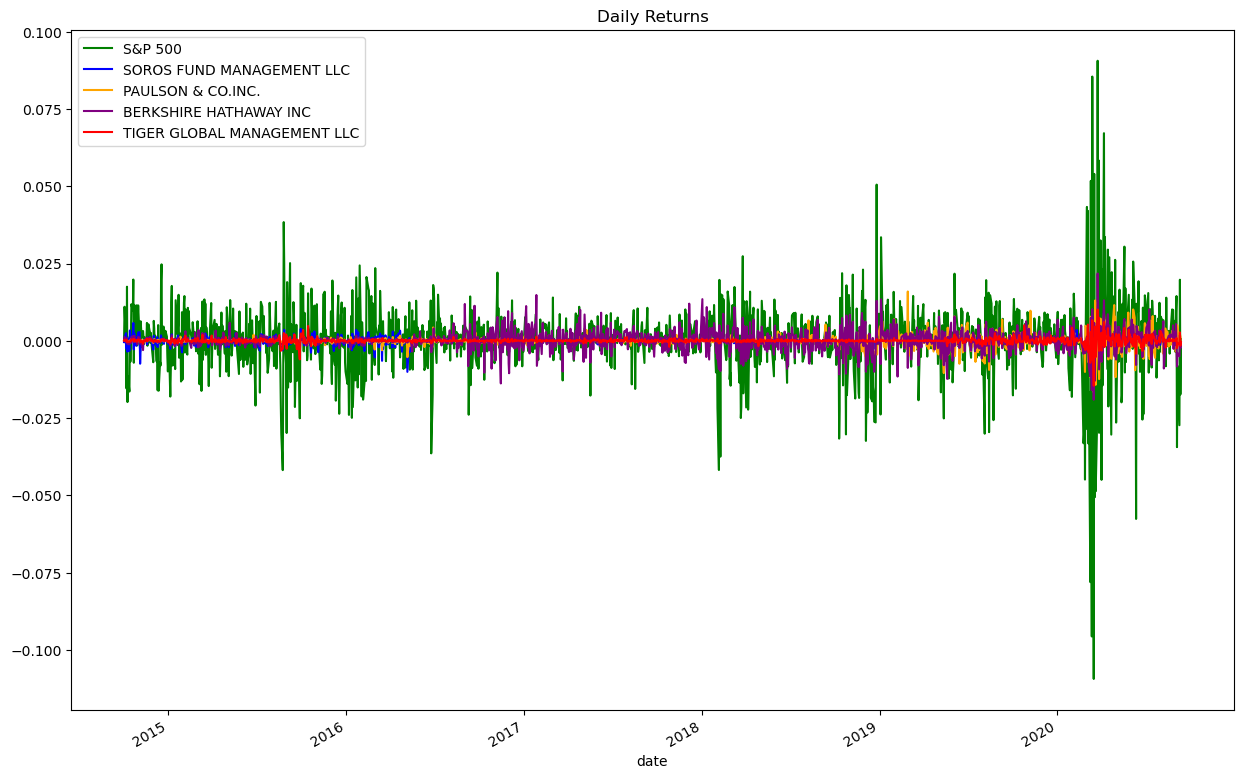 Daily Returns
0.100
0.075
0.050
0.025
0.000
−0.025
−0.050
−0.075
−0.100
S&P 500
SOROS FUND MANAGEMENT LLC
PAULSON & CO.INC.
BERKSHIRE HATHAWAY INC
TIGER GLOBAL MANAGEMENT LLC
2015
2016
2017
2018
2019
2020
date